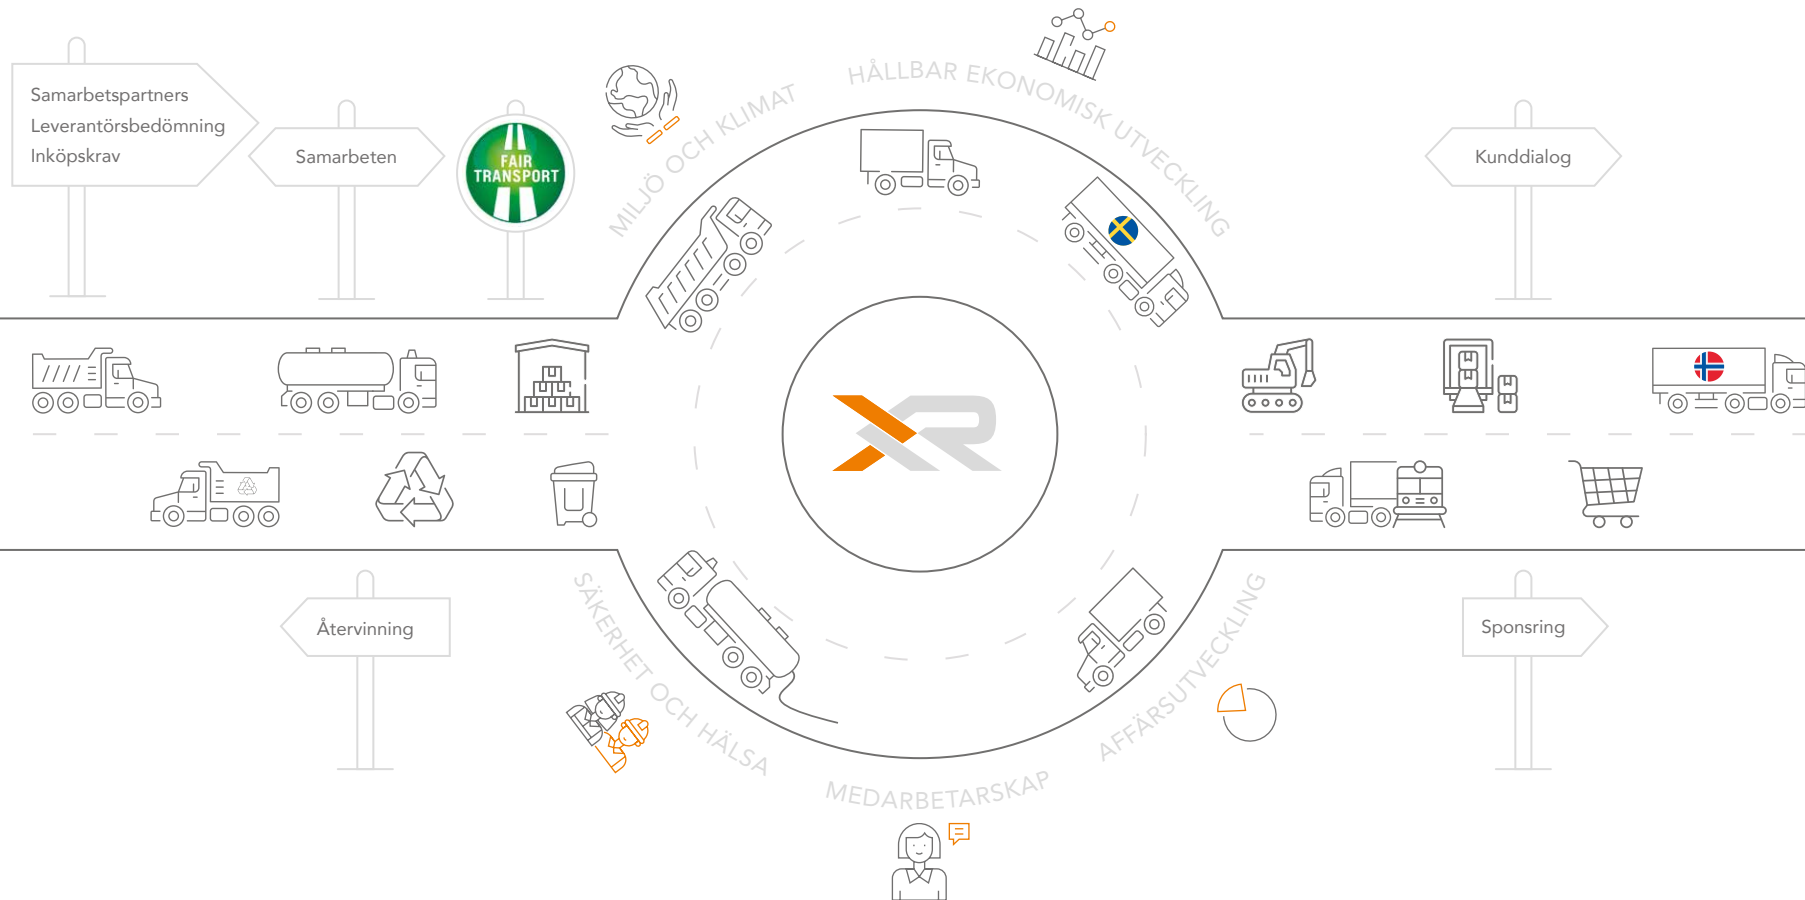 Samarbetspartners
Leverantörsbedömning
Inköpskrav
Samarbeten
FAIR
TRANSPORT
MILJÖ OCH KLIMAT
HÅLLBAR EKONOMISK UTVECKLING
Kunddialog
XR
Återvinning
SÄKERHET OCH HÄLSA
MEDARBETARSKAP
AFFÄRSUTVECKLING
Sponsring